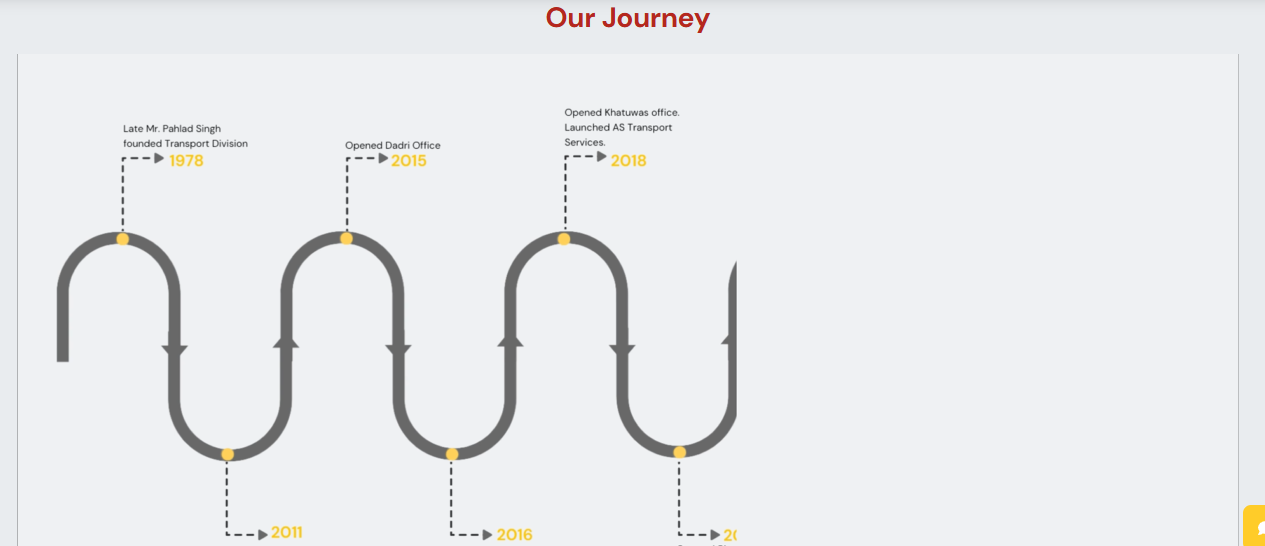 Our Journey
Late Mr. Pahlad Singh
founded Transport Division
1978
Opened Dadri Office
2015
Opened Khatuwas office.
Launched AS Transport
Services.
2018
2011
2016